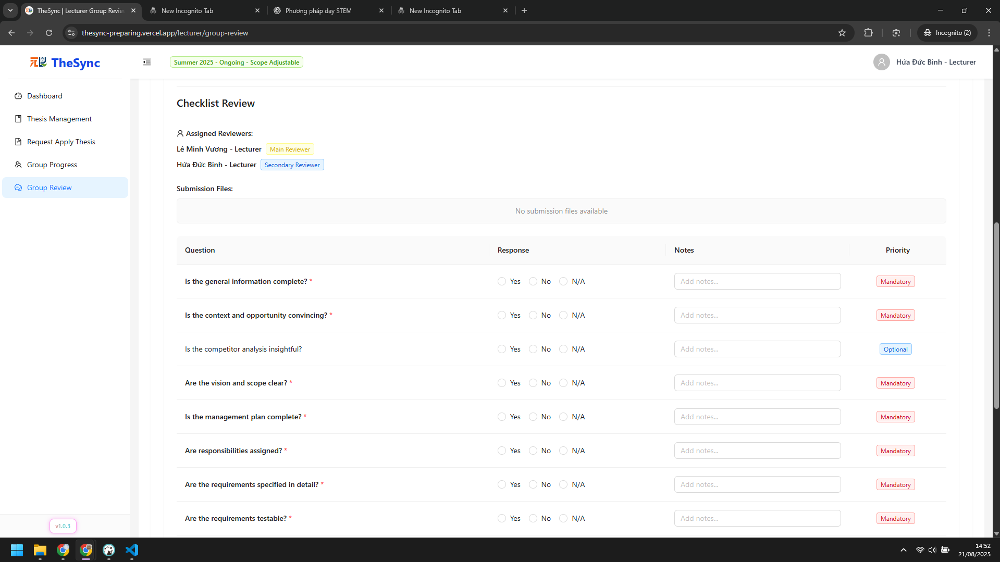 TheSync | Lecturer Group Revie
New Incognito Tab
Phương pháp dạy STEM
New Incognito Tab
thesync-preparing.vercel.app/lecturer/group-review
Incognito (2)
TheSync
Summer 2025 - Ongoing - Scope Adjustable
Hứa Đức Bình - Lecturer
Dashboard
Thesis Management
Request Apply Thesis
Group Progress
Group Review
v1.0.3
Checklist Review
Assigned Reviewers:
Lê Minh Vương - Lecturer Main Reviewer
Hứa Đức Bình - Lecturer Secondary Reviewer
Submission Files:
No submission files available
Question Response Notes Priority
Is the general information complete? * Yes No N/A Add notes... Mandatory
Is the context and opportunity convincing? * Yes No N/A Add notes... Mandatory
Is the competitor analysis insightful? Yes No N/A Add notes... Optional
Are the vision and scope clear? * Yes No N/A Add notes... Mandatory
Is the management plan complete? * Yes No N/A Add notes... Mandatory
Are responsibilities assigned? * Yes No N/A Add notes... Mandatory
Are the requirements specified in detail? * Yes No N/A Add notes... Mandatory
Are the requirements testable? * Yes No N/A Add notes... Mandatory
14:52
21/08/2025